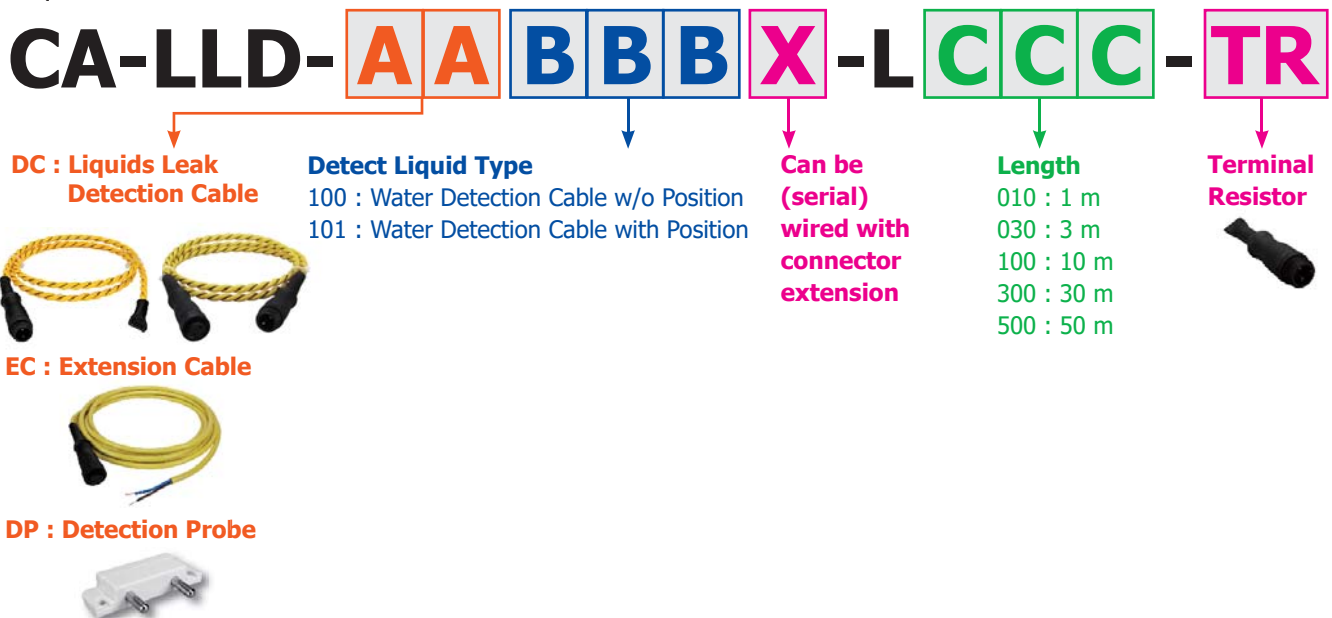 CA-LLD-AABBBX-LCCC-TR
DC : Liquids Leak
Detection Cable
EC : Extension Cable
DP : Detection Probe
Detect Liquid Type
100 : Water Detection Cable w/o Position
101 : Water Detection Cable with Position
Can be
(serial)
wired with
connector
extension
Length
010 : 1 m
030 : 3 m
100 : 10 m
300 : 30 m
500 : 50 m
Terminal
Resistor